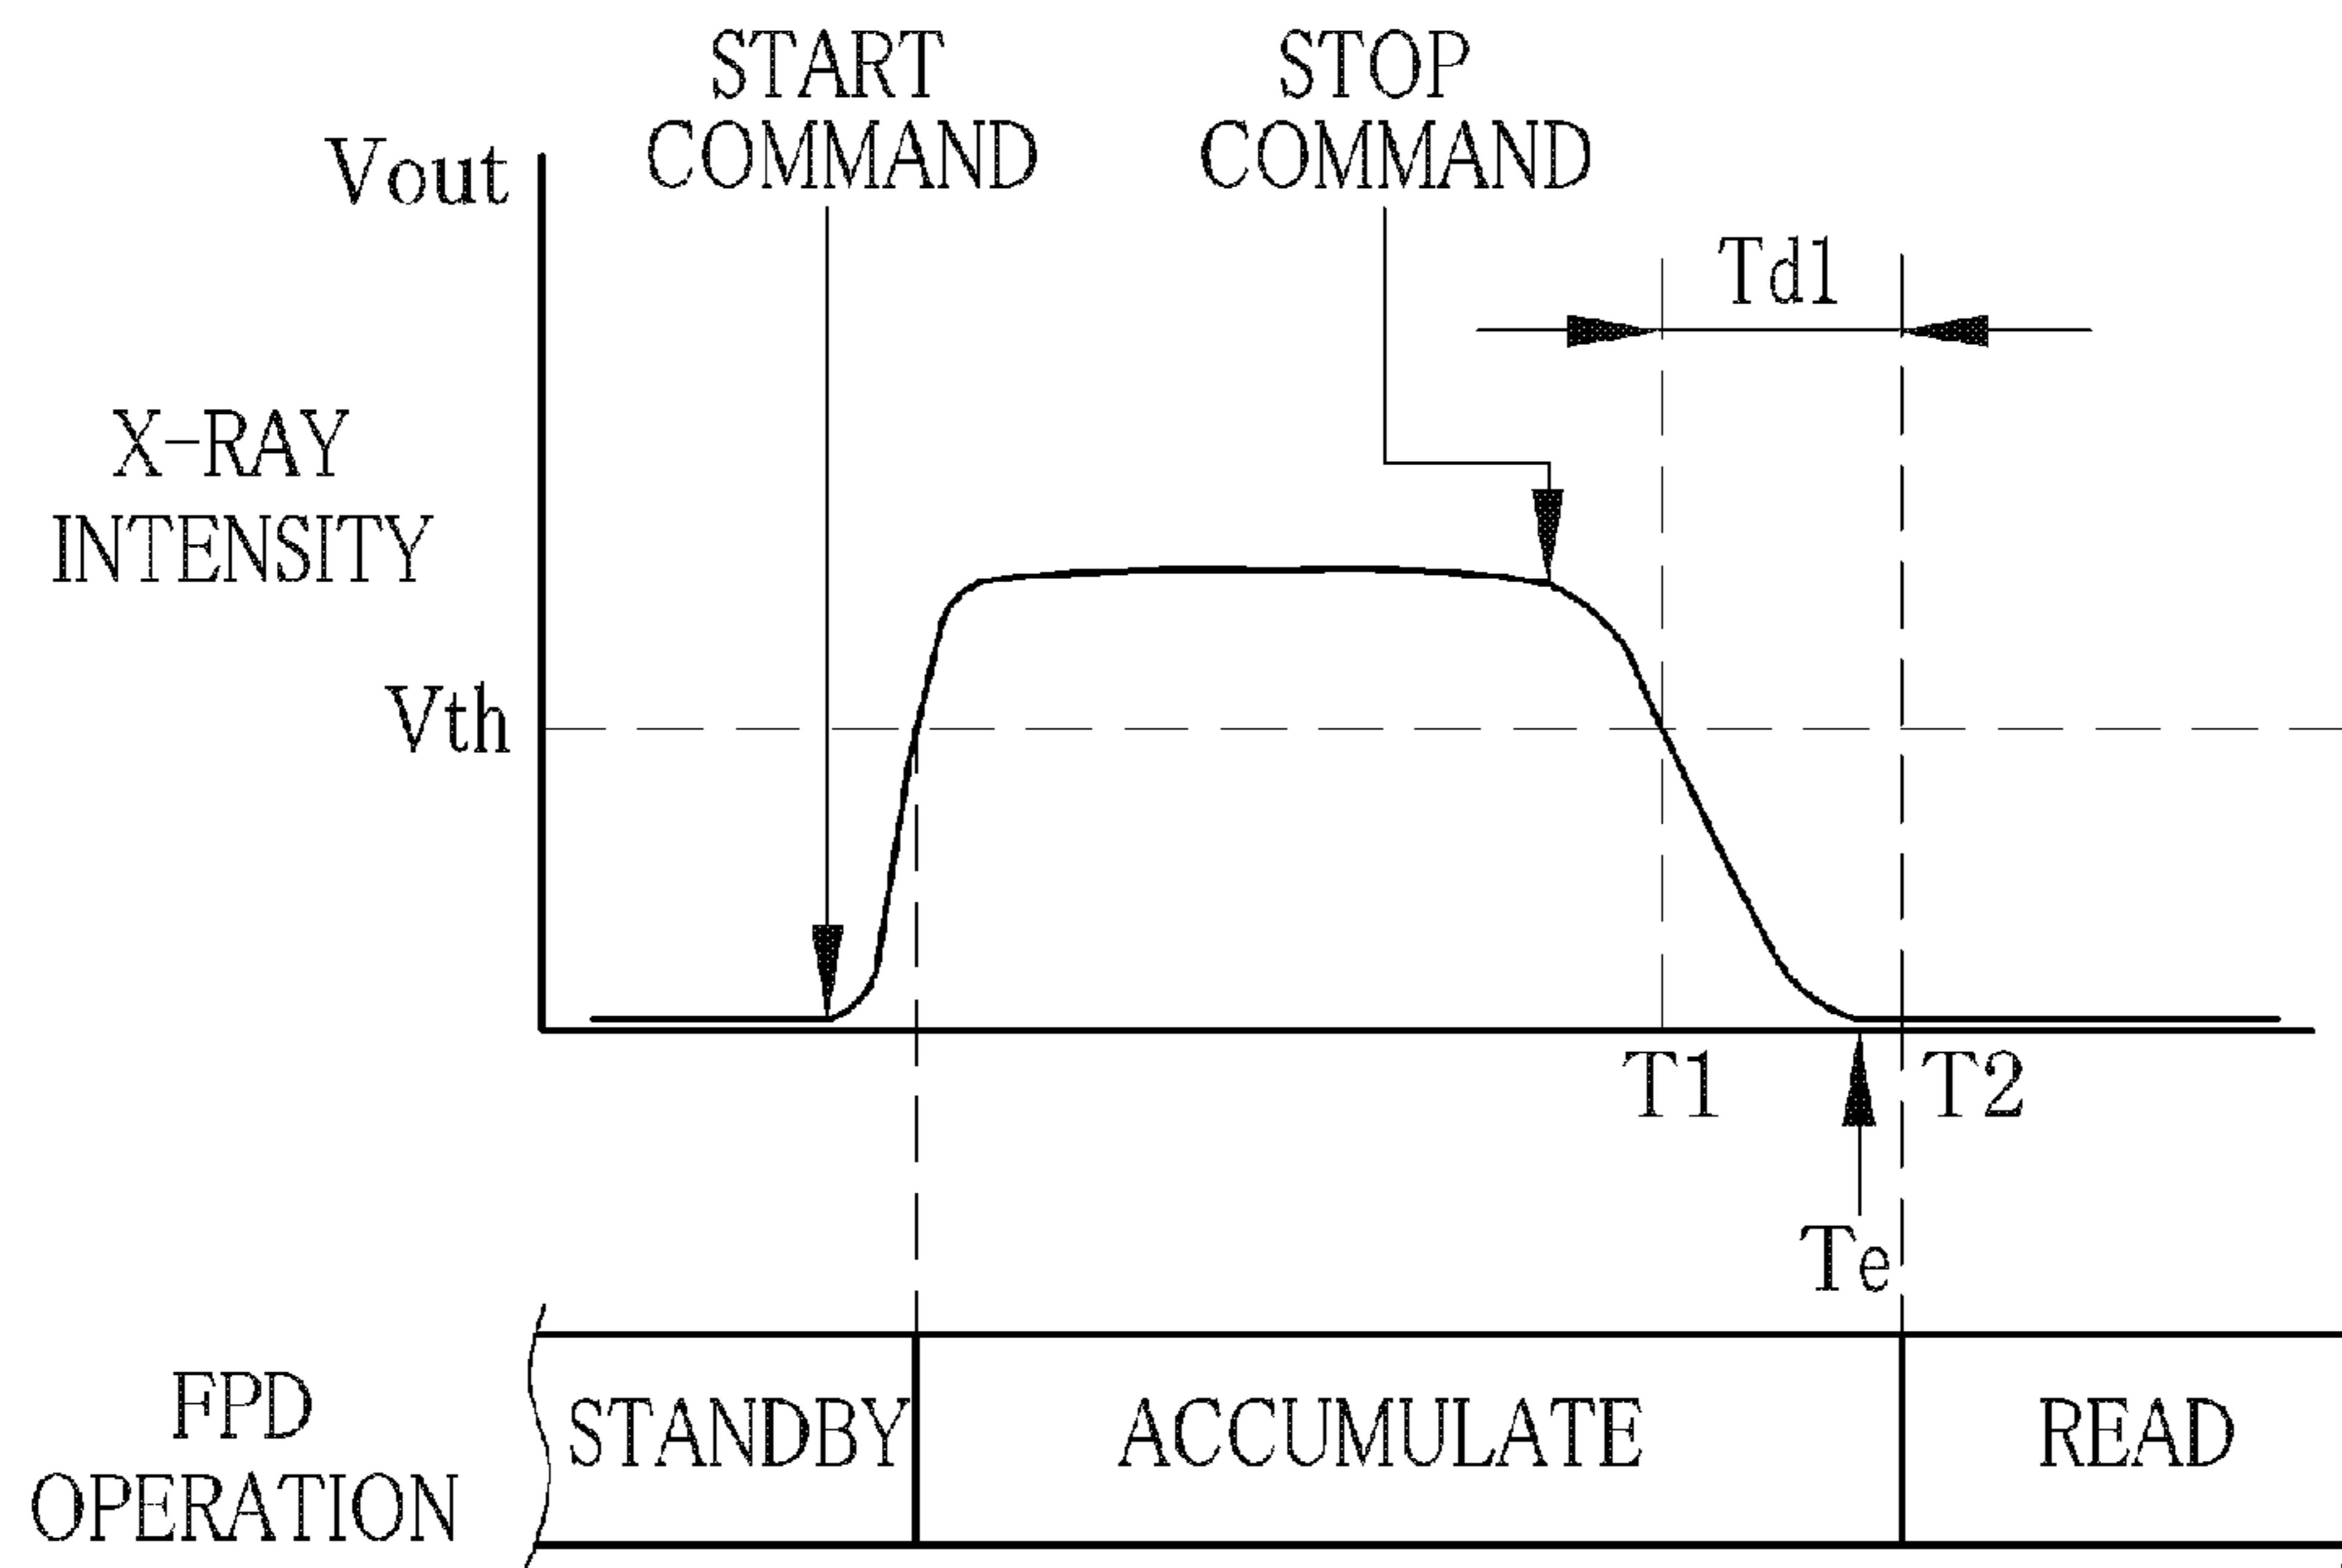 START
COMMAND
STOP
COMMAND
Vout
Td1
X-RAY
INTENSITY
Vth
T1
T2
Te
FPD
OPERATION
STANDBY
ACCUMULATE
READ